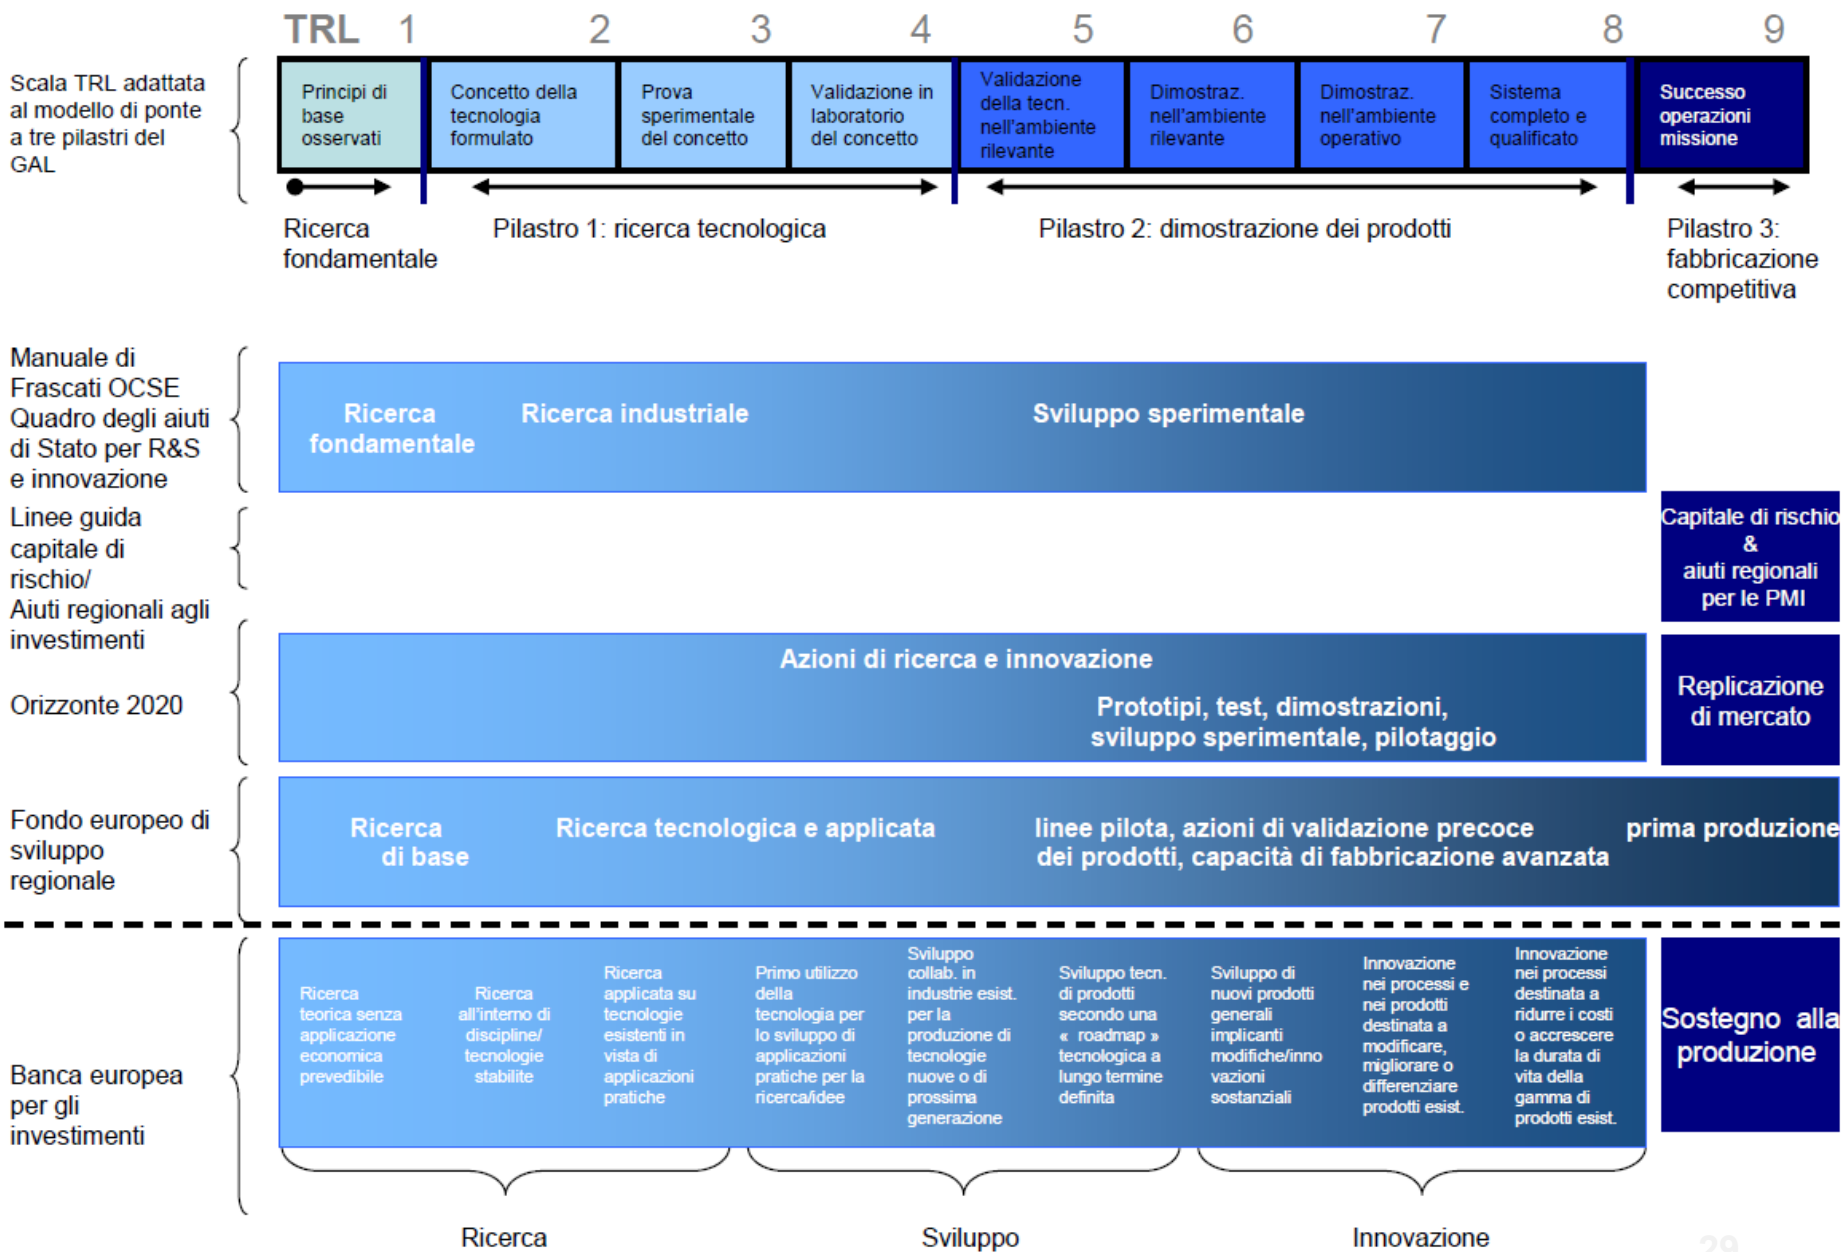 TRL 1 2 3 4 5 6 7 8 9
Scala TRL adattata
al modello di ponte
a tre pilastri del
GAL
Principi di
base
osservati
Concetto della
tecnologia
formulato
Prova
sperimentale
del concetto
Validazione in
laboratorio
del concetto
Validazione
della tecn.
nell'ambiente
rilevante
Dimostraz.
nell'ambiente
rilevante
Dimostraz.
nell'ambiente
operativo
Sistema
completo e
qualificato
Successo
operazioni
missione
Ricerca
fondamentale
Pilastro 1: ricerca tecnologica
Pilastro 2: dimostrazione dei prodotti
Pilastro 3:
fabbricazione
competitiva
Manuale di
Frascati OCSE
Quadro degli aiuti
di Stato per R&S
e innovazione
Ricerca
fondamentale
Ricerca industriale
Sviluppo sperimentale
Linee guida
capitale di
rischio/
Aiuti regionali agli
investimenti
Capitale di rischio
&
aiuti regionali
per le PMI
Orizzonte 2020
Azioni di ricerca e innovazione
Prototipi, test, dimostrazioni,
sviluppo sperimentale, pilotaggio
Replicazione
di mercato
Fondo europeo di
sviluppo
regionale
Ricerca
di base
Ricerca tecnologica e applicata
linee pilota, azioni di validazione precoce
dei prodotti, capacità di fabbricazione avanzata
prima produzione
Banca europea
per gli
investimenti
Ricerca
teorica senza
applicazione
economica
prevedibile
Ricerca
all'interno di
discipline/
tecnologie
stabilite
Ricerca
applicata su
tecnologie
esistenti in
vista di
applicazioni
pratiche
Primo utilizzo
della
tecnologia per
lo sviluppo di
applicazioni
pratiche per la
ricerca/idee
Sviluppo
collab. in
industrie esist.
per la
produzione di
tecnologie
nuove o di
prossima
generazione
Sviluppo tecn.
di prodotti
secondo una
« roadmap »
tecnologica a
lungo termine
definita
Sviluppo di
nuovi prodotti
generali
implicanti
modifiche/inno
vazioni
sostanziali
Innovazione
nei processi e
nei prodotti
destinata a
modificare,
migliorare o
differenziare
prodotti esist.
Innovazione
nei processi
destinata a
ridurre i costi
o accrescere
la durata di
vita della
gamma di
prodotti esist.
Sostegno alla
produzione
Ricerca
Sviluppo
Innovazione
29